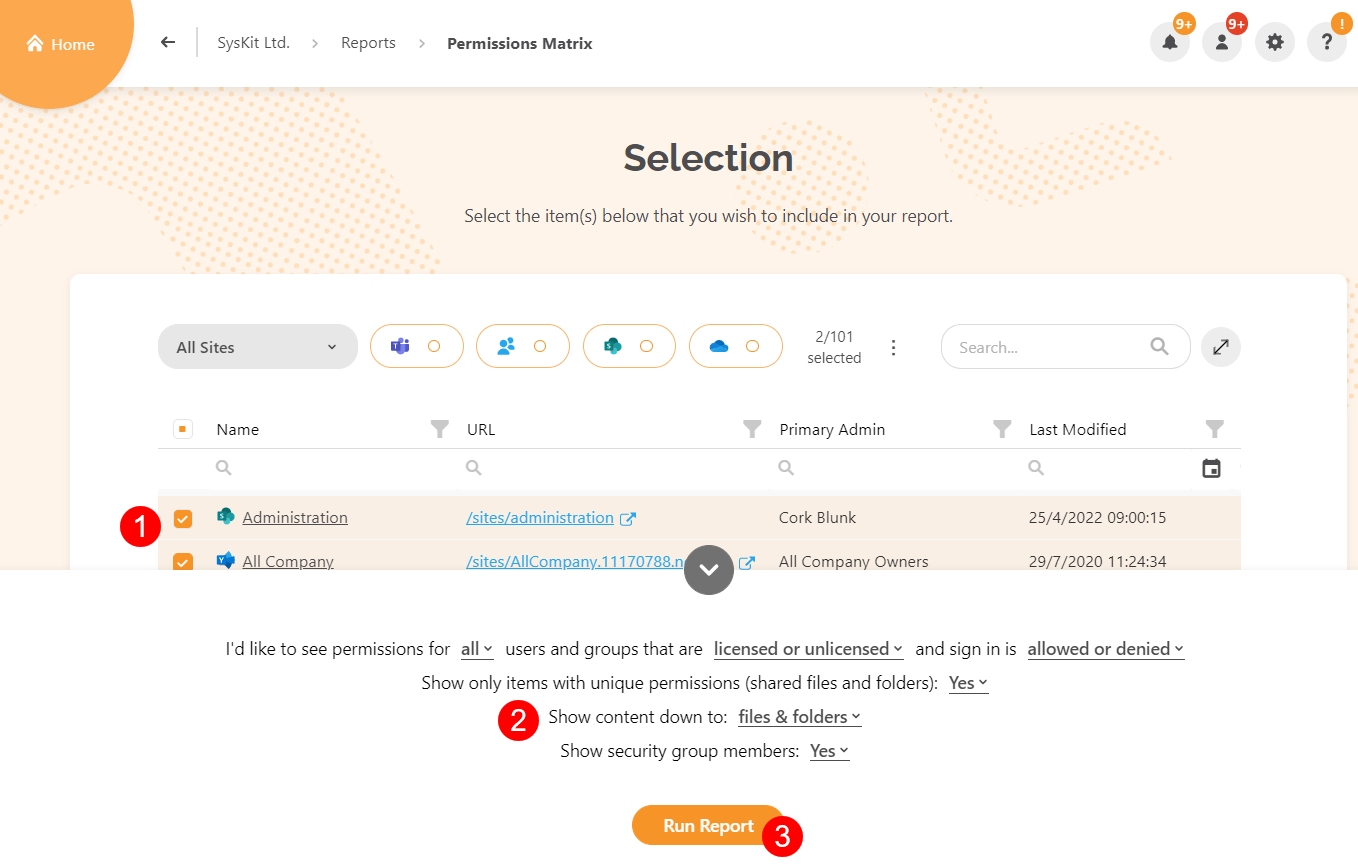 Home
SysKit Ltd. > Reports > Permissions Matrix
9+
9+
!
?
Selection
Select the item(s) below that you wish to include in your report.
All Sites
2/101
selected
Search...
Name URL Primary Admin Last Modified
1
Administration /sites/administration Cork Blunk 25/4/2022 09:00:15
All Company /sites/AllCompany.11170788.n All Company Owners 29/7/2020 11:24:34
I'd like to see permissions for all users and groups that are licensed or unlicensed and sign in is allowed or denied
Show only items with unique permissions (shared files and folders): Yes
2 Show content down to: files & folders
Show security group members: Yes
Run Report 3